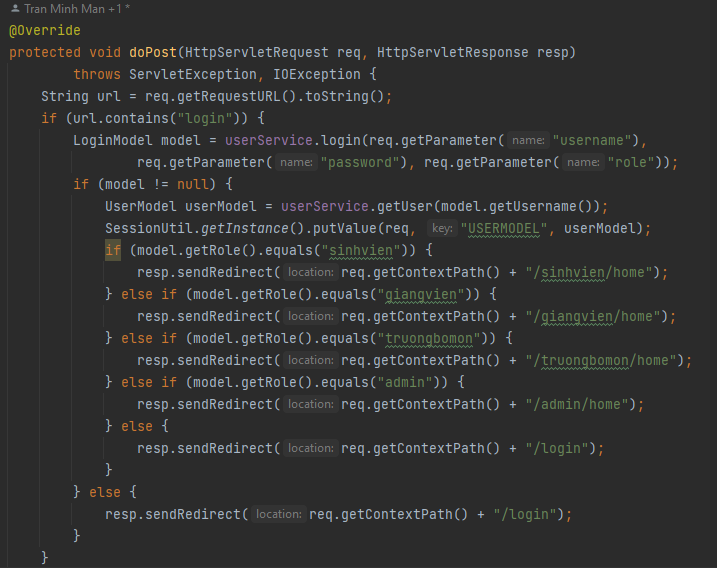 Tran Minh Man +1 *
@Override
protected void doPost(HttpServletRequest req, HttpServletResponse resp)
        throws ServletException, IOException {
    String url = req.getRequestURL().toString();
    if (url.contains("login")) {
        LoginModel model = userService.login(req.getParameter( name: "username"),
                req.getParameter( name: "password"), req.getParameter( name: "role"));
        if (model != null) {
            UserModel userModel = userService.getUser(model.getUsername());
            SessionUtil.getInstance().putValue(req, key: "USERMODEL", userModel);
            if (model.getRole().equals("sinhvien")) {
                resp.sendRedirect( location: req.getContextPath() + "/sinhvien/home");
            } else if (model.getRole().equals("giangvien")) {
                resp.sendRedirect( location: req.getContextPath() + "/giangvien/home");
            } else if (model.getRole().equals("truongbomon")) {
                resp.sendRedirect( location: req.getContextPath() + "/truongbomon/home");
            } else if (model.getRole().equals("admin")) {
                resp.sendRedirect( location: req.getContextPath() + "/admin/home");
            } else {
                resp.sendRedirect( location: req.getContextPath() + "/login");
            }
        } else {
            resp.sendRedirect( location: req.getContextPath() + "/login");
        }
    }